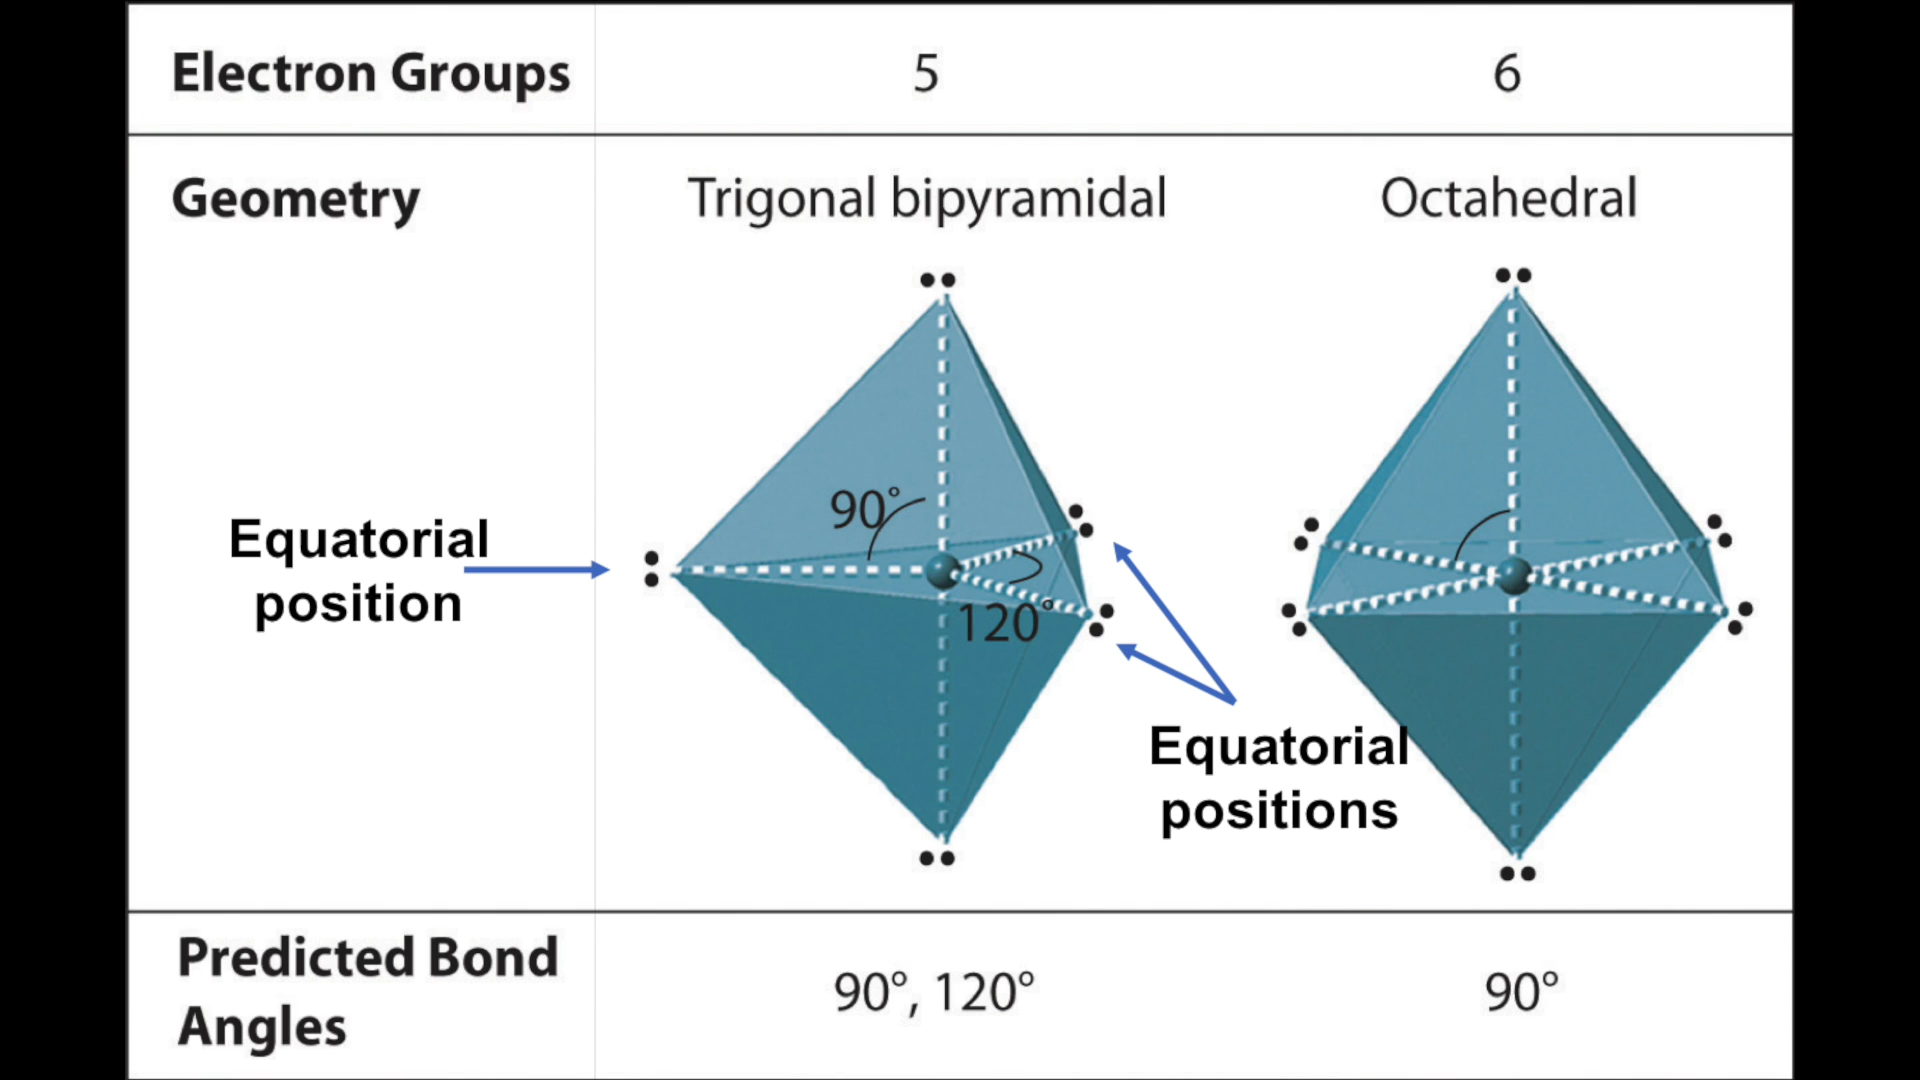 Electron Groups 5 6
Geometry Trigonal bipyramidal Octahedral
90°
Equatorial
position
120°
Equatorial
positions
Predicted Bond
Angles
90°, 120° 90°